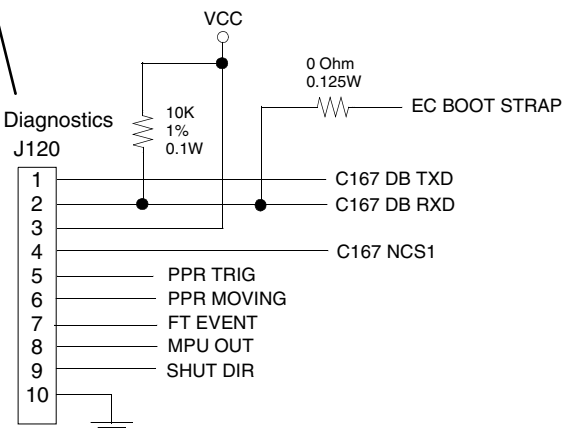 VCC
0 Ohm
0.125W
EC BOOT STRAP
10K
1%
0.1W
Diagnostics
J120
1 C167 DB TXD
2 C167 DB RXD
3
4 C167 NCS1
5 PPR TRIG
6 PPR MOVING
7 FT EVENT
8 MPU OUT
9 SHUT DIR
10